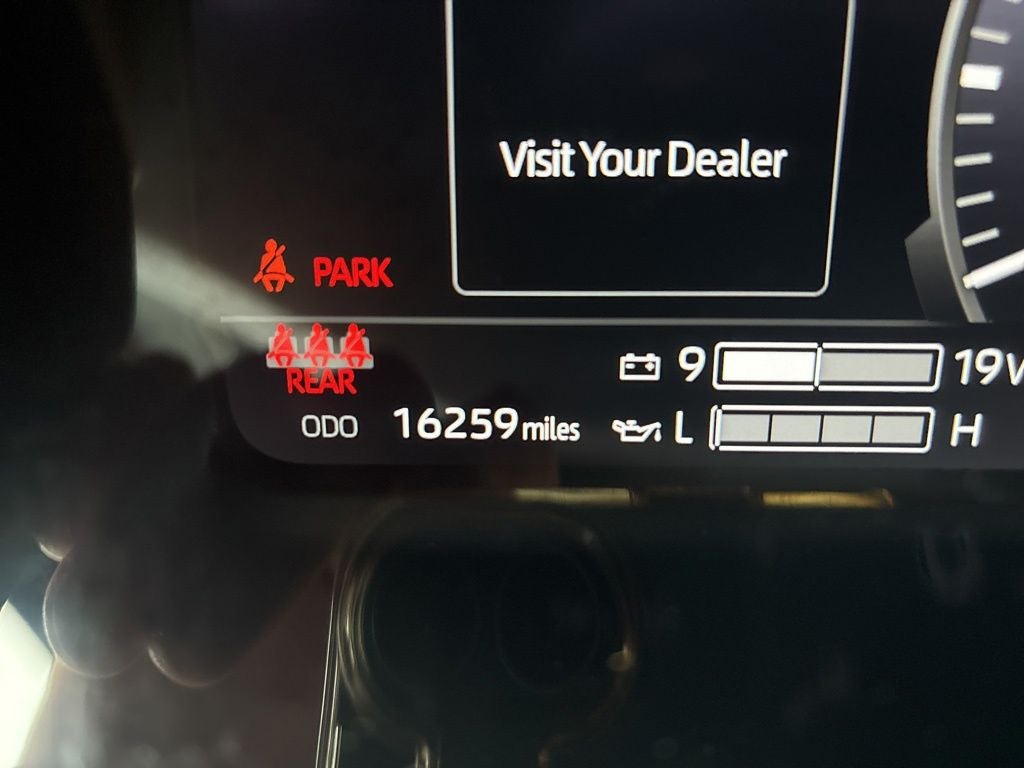 Visit Your Dealer
PARK
REAR
9 19V
ODO 16259 miles L H